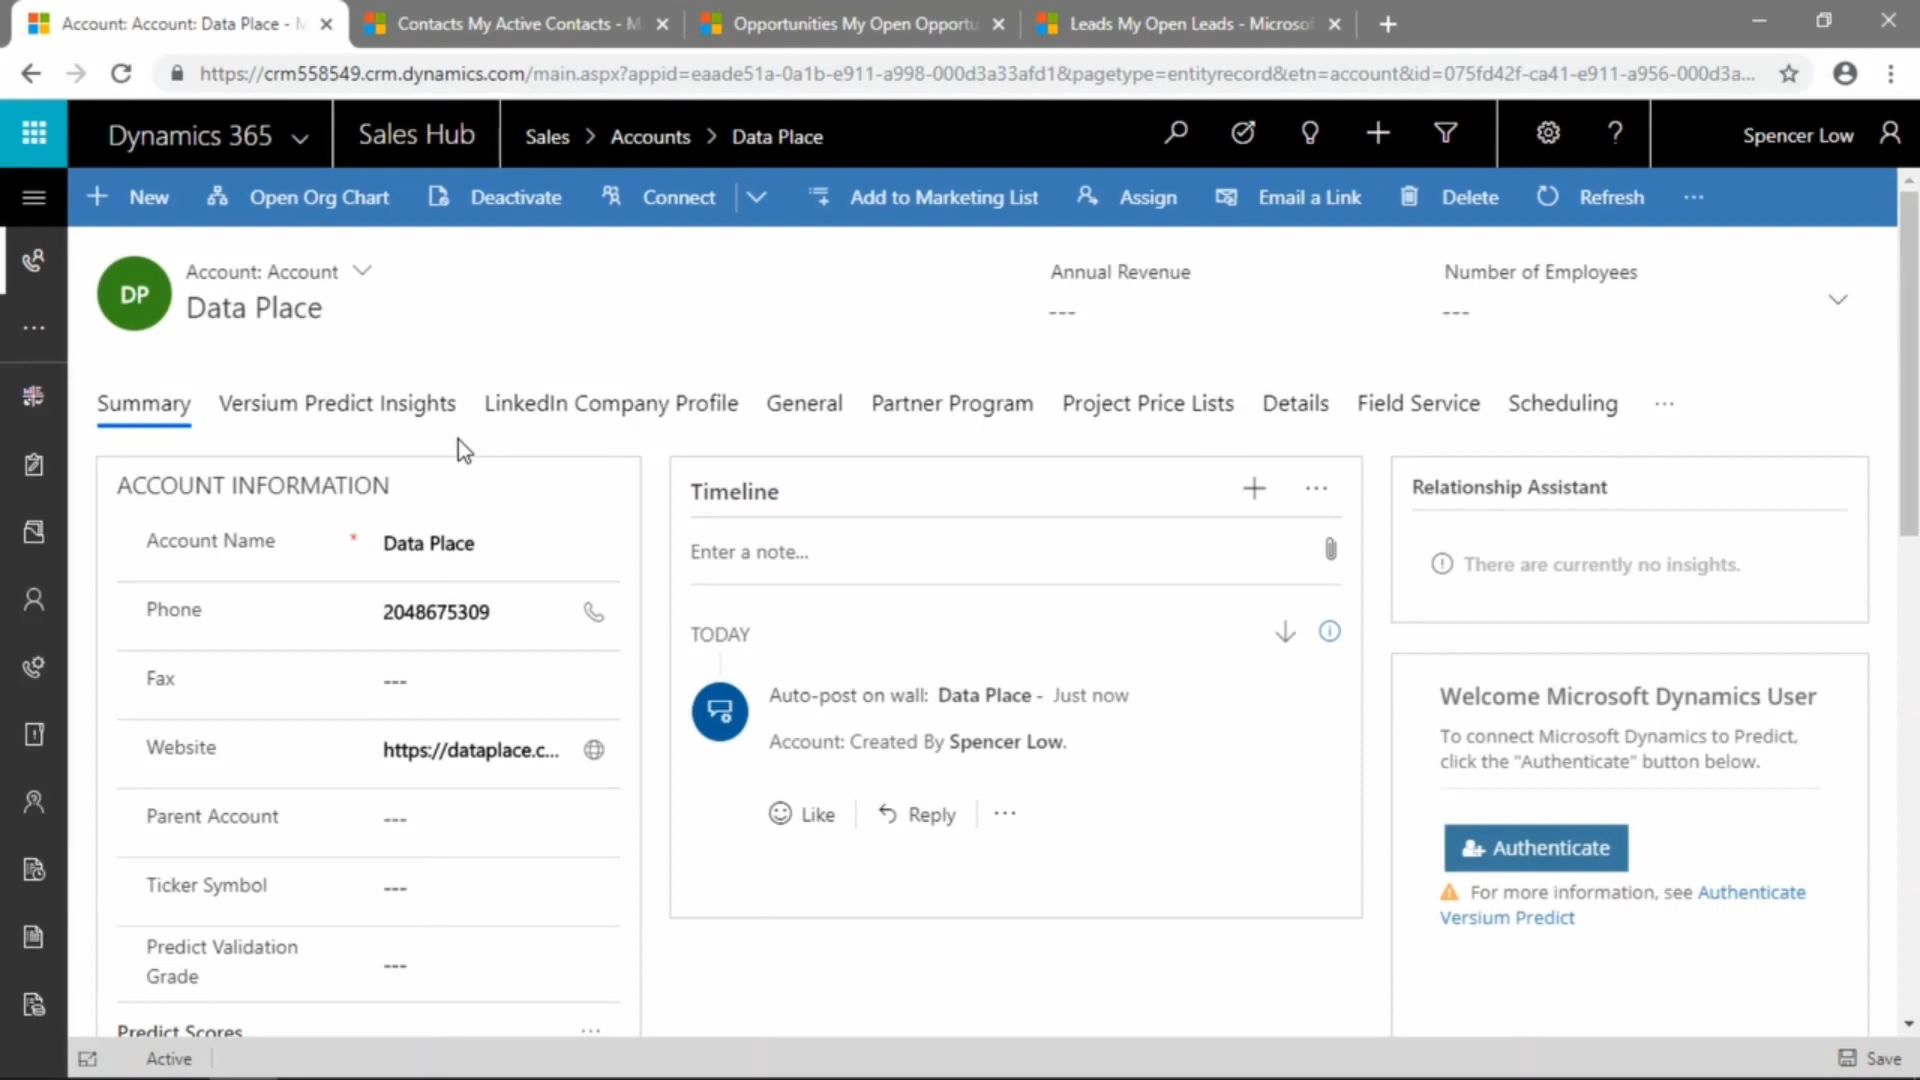 Account: Account: Data Place - M
Contacts My Active Contacts - M
Opportunities My Open Opportu
Leads My Open Leads - Microsof
https://crm558549.crm.dynamics.com/main.aspx?appid=eaade51a-0a1b-e911-a998-000d3a33afd1&pagetype=entityrecord&etn=account&id=075fd42f-ca41-e911-a956-000d3a...
Dynamics 365
Sales Hub
Sales > Accounts > Data Place
Spencer Low
New
Open Org Chart
Deactivate
Connect
Add to Marketing List
Assign
Email a Link
Delete
Refresh
DP
Account: Account
Data Place
Annual Revenue
---
Number of Employees
---
Summary
Versium Predict Insights
LinkedIn Company Profile
General
Partner Program
Project Price Lists
Details
Field Service
Scheduling
ACCOUNT INFORMATION
Account Name * Data Place
Phone 2048675309
Fax ---
Website https://dataplace.c...
Parent Account ---
Ticker Symbol ---
Predict Validation
Grade ---
Predict Scores
Timeline
Enter a note...
TODAY
Auto-post on wall: Data Place - Just now
Account: Created By Spencer Low.
Like
Reply
Relationship Assistant
There are currently no insights.
Welcome Microsoft Dynamics User
To connect Microsoft Dynamics to Predict,
click the "Authenticate" button below.
Authenticate
For more information, see Authenticate
Versium Predict
Active
Save